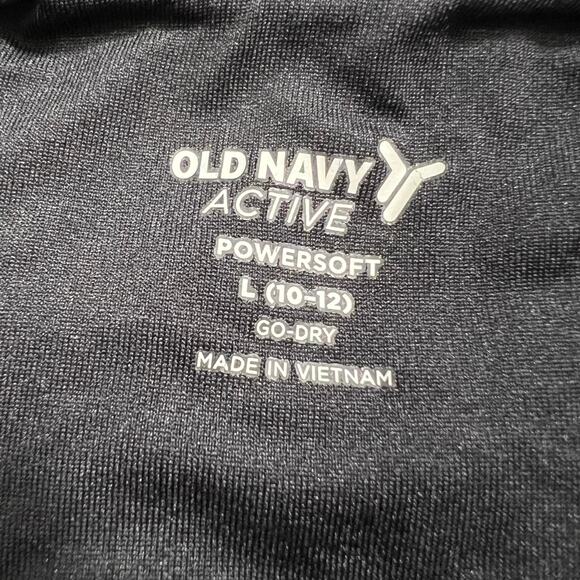 OLD NAVY
ACTIVE
POWERSOFT
L (10-12)
GO-DRY
MADE IN VIETNAM